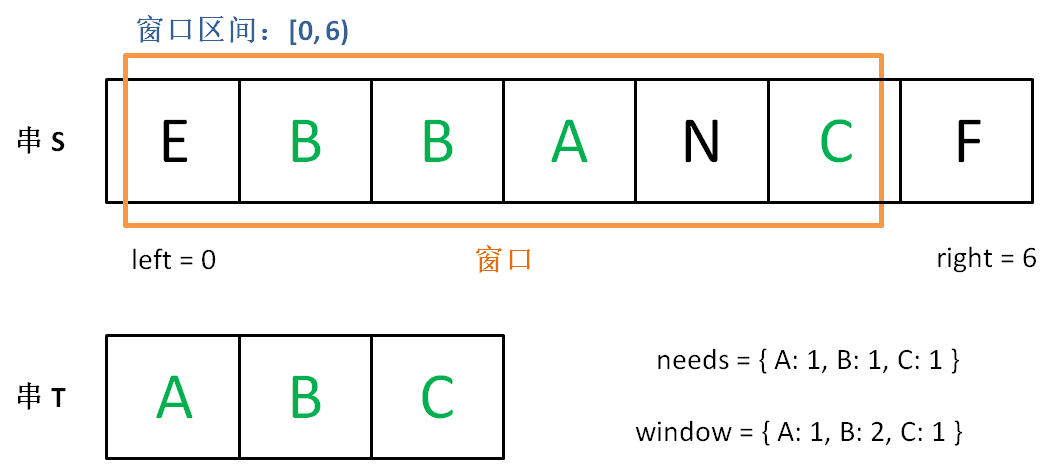 窗口区间：[0, 6)
串 S E B B A N C F
left = 0 窗口 right = 6
串 T A B C
needs = { A: 1, B: 1, C: 1 }
window = { A: 1, B: 2, C: 1 }